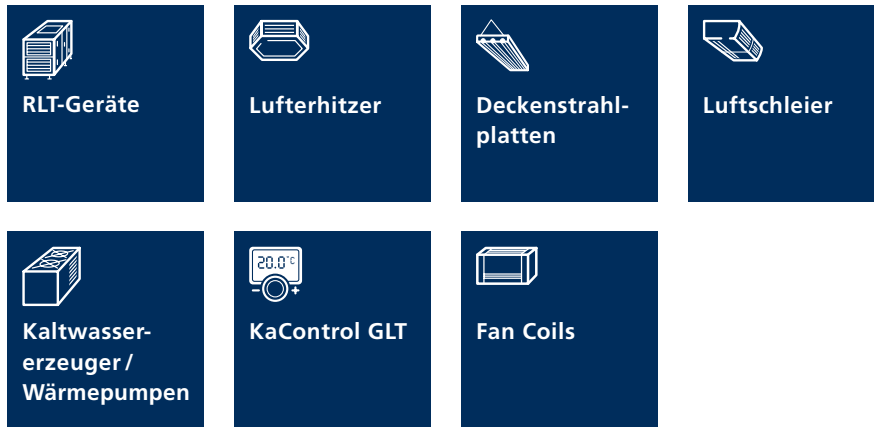 RLT-Geräte
Lufterhitzer
Deckenstrahl-
platten
Luftschleier
Kaltwasser-
erzeuger /
Wärmepumpen
20.0°C
KaControl GLT
Fan Coils